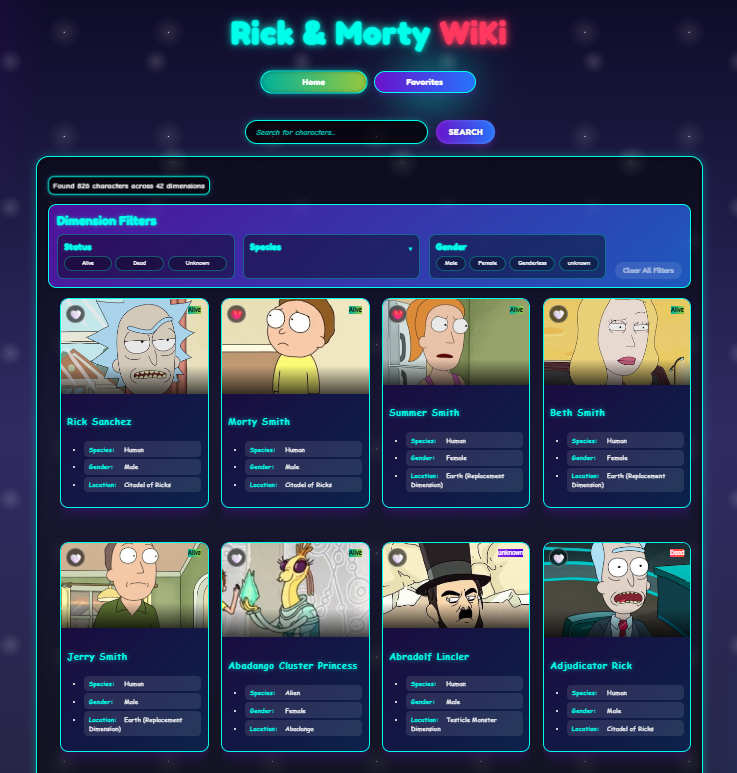 Rick & Morty WiKi
Home
Favorites
Search for characters...
SEARCH
Found 826 characters across 42 dimensions
Dimension Filters
Status
Alive
Dead
Unknown
Species
▼
Gender
Male
Female
Genderless
unknown
Clear All Filters
Alive
Rick Sanchez
Species: Human
Gender: Male
Location: Citadel of Ricks
Alive
Morty Smith
Species: Human
Gender: Male
Location: Citadel of Ricks
Alive
Summer Smith
Species: Human
Gender: Female
Location: Earth (Replacement
Dimension)
Alive
Beth Smith
Species: Human
Gender: Female
Location: Earth (Replacement
Dimension)
Alive
Jerry Smith
Species: Human
Gender: Male
Location: Earth (Replacement
Dimension)
Alive
Abadango Cluster Princess
Species: Alien
Gender: Female
Location: Abadango
unknown
Abradolf Lincler
Species: Human
Gender: Male
Location: Testicle Monster
Dimension
Dead
Adjudicator Rick
Species: Human
Gender: Male
Location: Citadel of Ricks